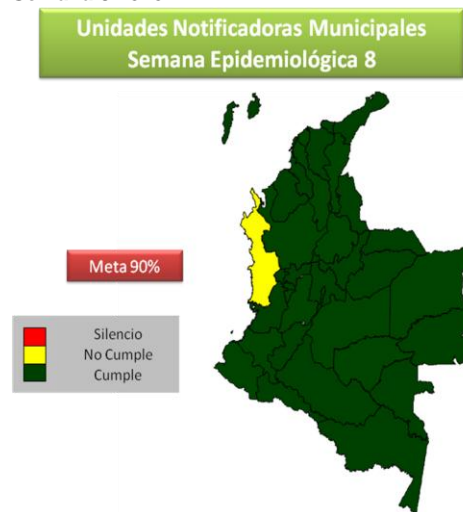 Unidades Notificadoras Municipales
Semana Epidemiológica 8
Meta 90%
Silencio
No Cumple
Cumple